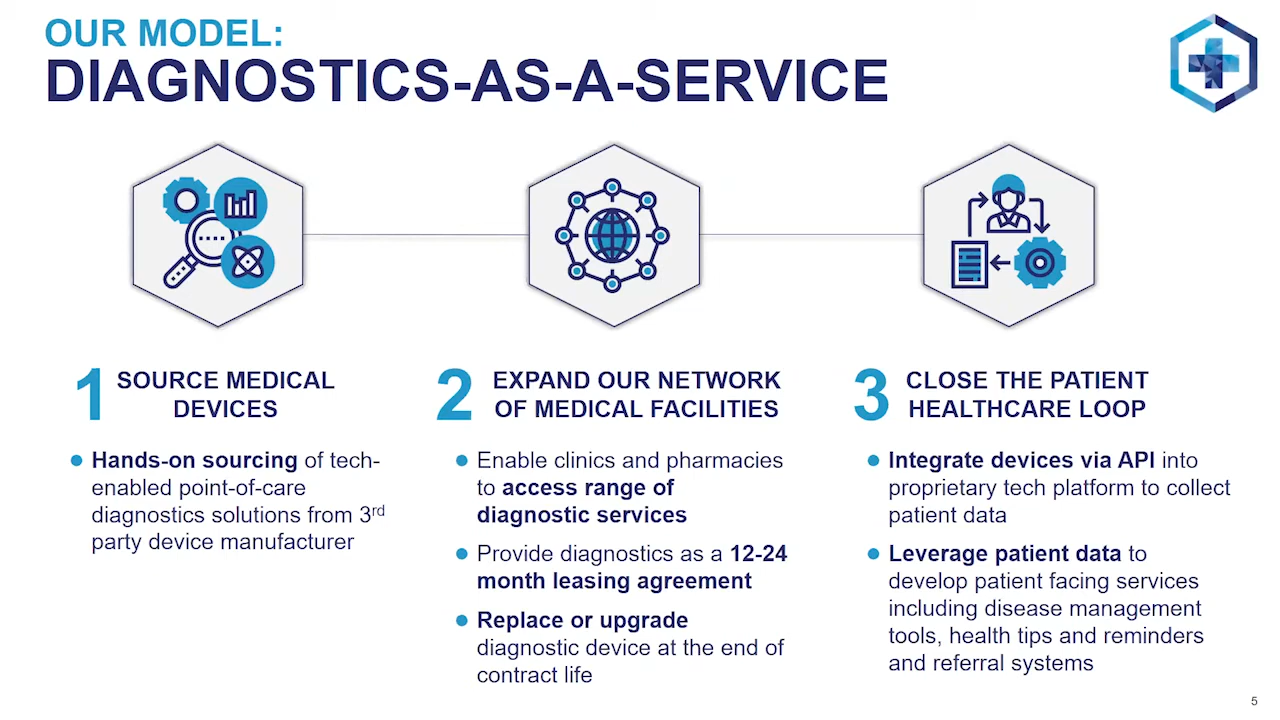 OUR MODEL:
DIAGNOSTICS-AS-A-SERVICE
1 SOURCE MEDICAL
DEVICES
● Hands-on sourcing of tech-
enabled point-of-care
diagnostics solutions from 3rd
party device manufacturer
2 EXPAND OUR NETWORK
OF MEDICAL FACILITIES
● Enable clinics and pharmacies
to access range of
diagnostic services
● Provide diagnostics as a 12-24
month leasing agreement
● Replace or upgrade
diagnostic device at the end of
contract life
3 CLOSE THE PATIENT
HEALTHCARE LOOP
● Integrate devices via API into
proprietary tech platform to collect
patient data
● Leverage patient data to
develop patient facing services
including disease management
tools, health tips and reminders
and referral systems
5